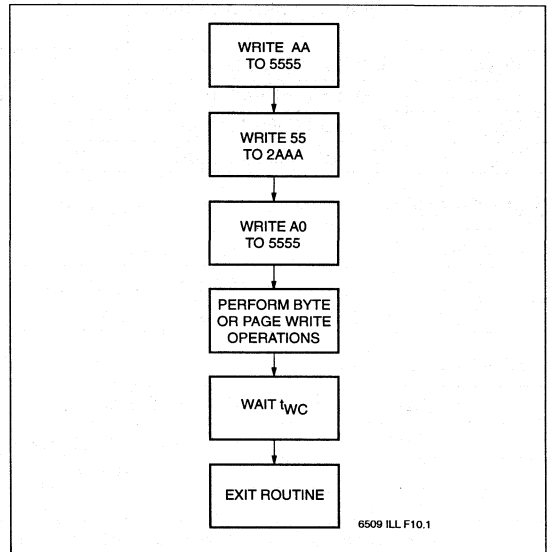 WRITE AA
TO 5555
WRITE 55
TO 2AAA
WRITE A0
TO 5555
PERFORM BYTE
OR PAGE WRITE
OPERATIONS
WAIT tWC
EXIT ROUTINE
6509 ILL F10.1